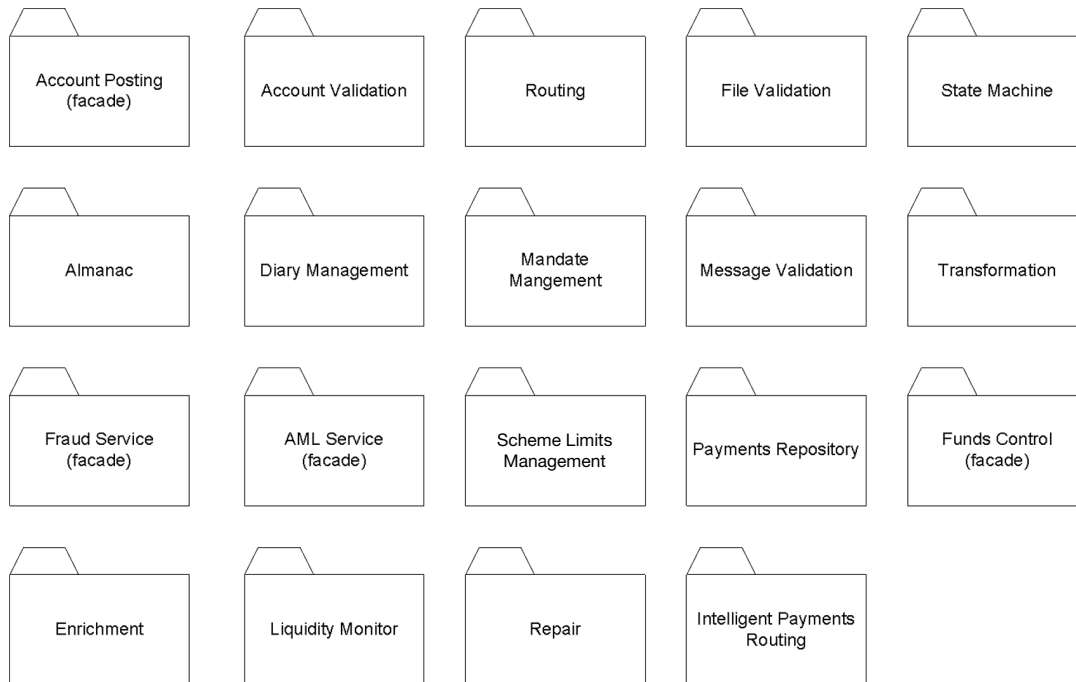 Account Posting
(facade)
Account Validation
Routing
File Validation
State Machine
Almanac
Diary Management
Mandate
Mangement
Message Validation
Transformation
Fraud Service
(facade)
AML Service
(facade)
Scheme Limits
Management
Payments Repository
Funds Control
(facade)
Enrichment
Liquidity Monitor
Repair
Intelligent Payments
Routing